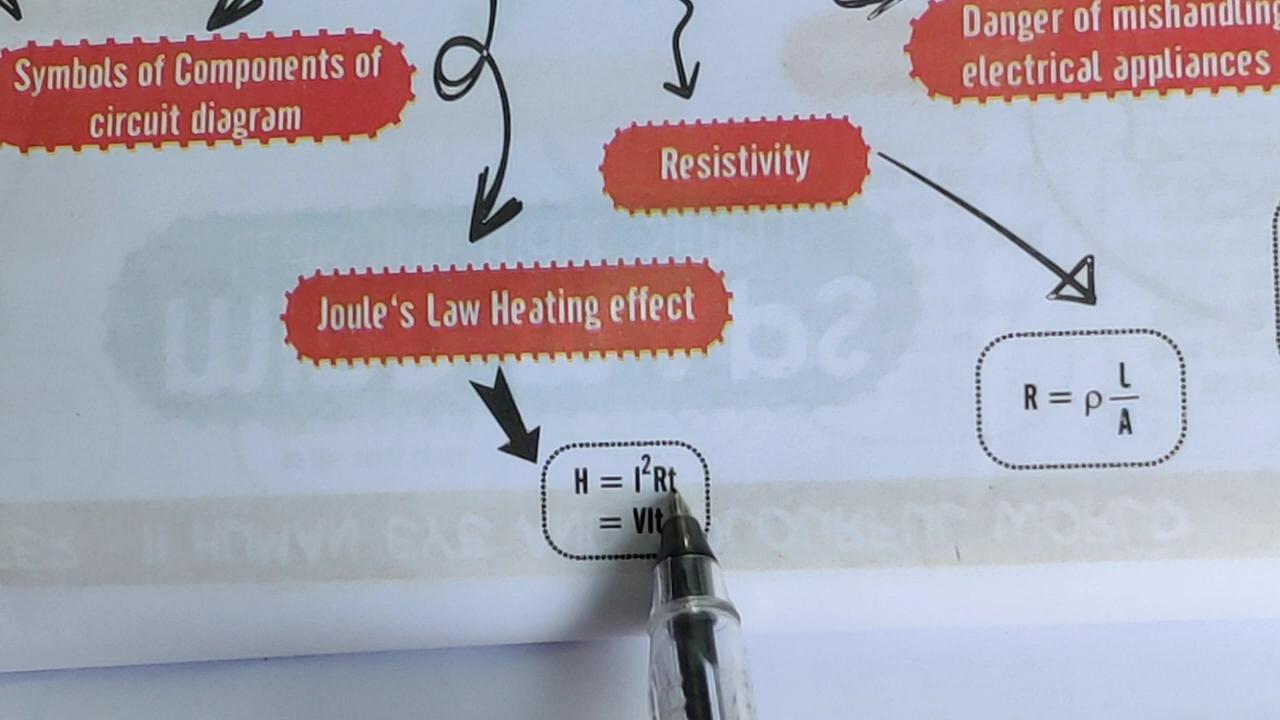 Symbols of Components of
circuit diagram
Danger of mishandling
electrical appliances
Resistivity
Joule's Law Heating effect
R = ρ L/A
H = I²Rt
= VIt